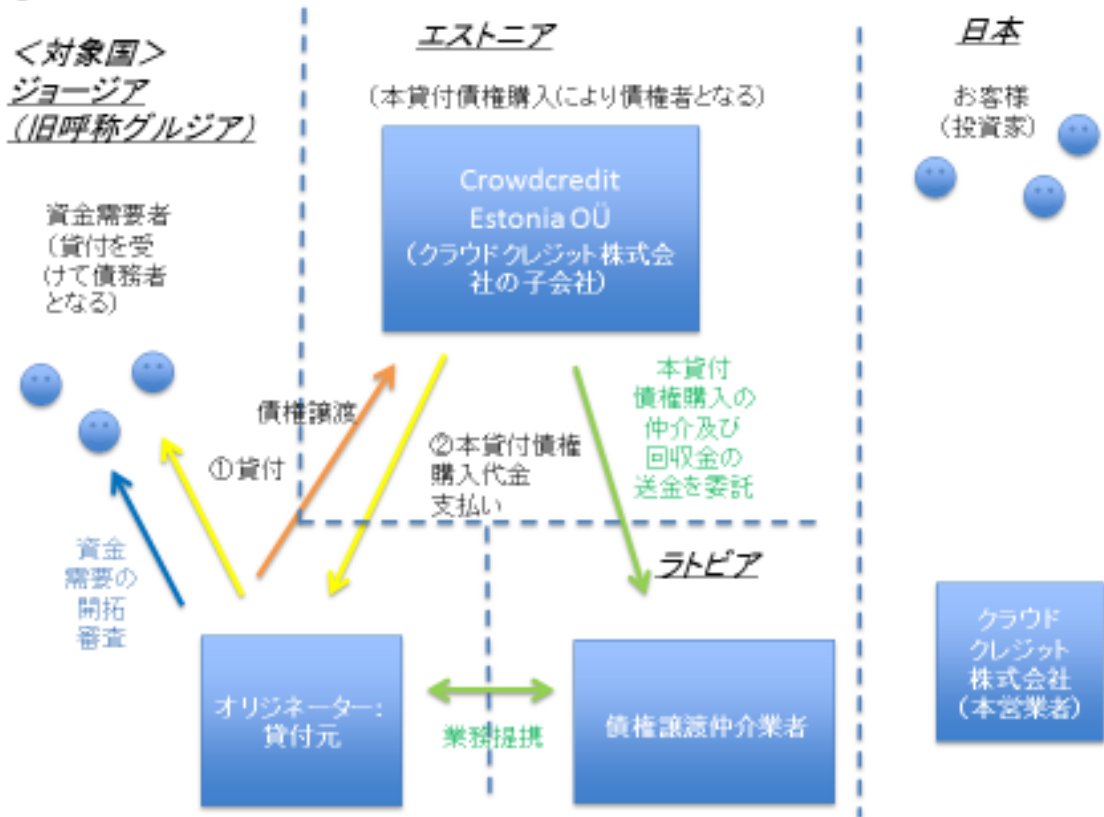 ＜対象国＞
ジョージア
（旧呼称グルジア）
資金需要者
（貸付を受
けて債務者
となる）
エストニア
（本貸付債権購入により債権者となる）
Crowdcredit
Estonia OÜ
（クラウドクレジット株式会
社の子会社）
日本
お客様
（投資家）
債権譲渡
①貸付
②本貸付債権
購入代金
支払い
本貸付
債権購入の
仲介及び
回収金の
送金を委託
資金
需要の
開拓
審査
ラトビア
オリジネーター：
貸付元
業務提携
債権譲渡仲介業者
クラウド
クレジット
株式会社
（本営業者）